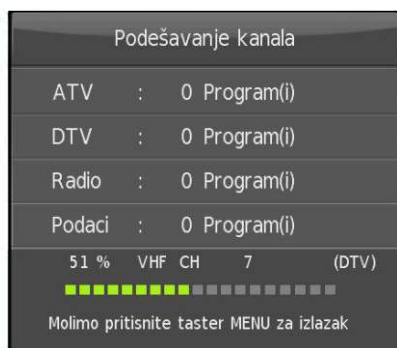 Podešavanje kanala
ATV : 0 Program(i)
DTV : 0 Program(i)
Radio : 0 Program(i)
Podaci : 0 Program(i)
51 % VHF CH 7 (DTV)
Molimo pritisnite taster MENU za izlazak